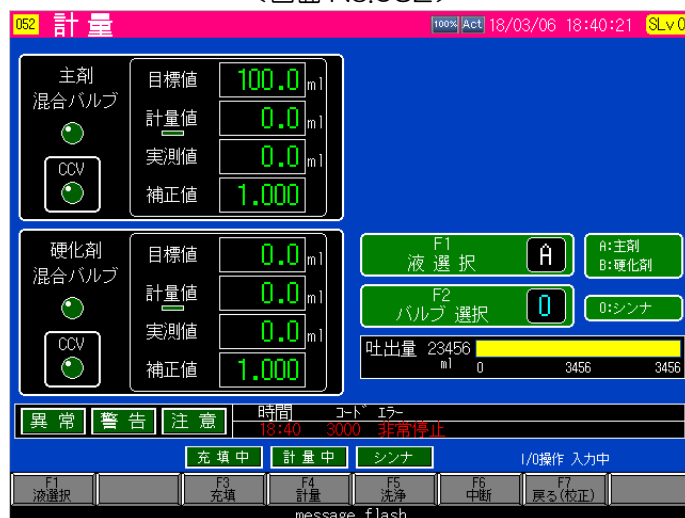 052 計 量 100% Act 18/03/06 18:40:21 SLv0
主剤
混合バルブ
CCV
目標値 100.0 ml
計量値 0.0 ml
実測値 0.0 ml
補正値 1.000
硬化剤
混合バルブ
CCV
目標値 0.0 ml
計量値 0.0 ml
実測値 0.0 ml
補正値 1.000
F1
液 選 択 A
A:主剤
B:硬化剤
F2
バルブ 選択 0
0:シンナ
吐出量 23456
ml 0 3456 3456
異 常 警 告 注 意
時間 コード エラー
18:40 3000 非常停止
充 填 中 計 量 中 シンナ I/O操作 入力中
F1 液選択
F3 充填
F4 計量
F5 洗浄
F6 中断
F7 戻る(校正)
message flash